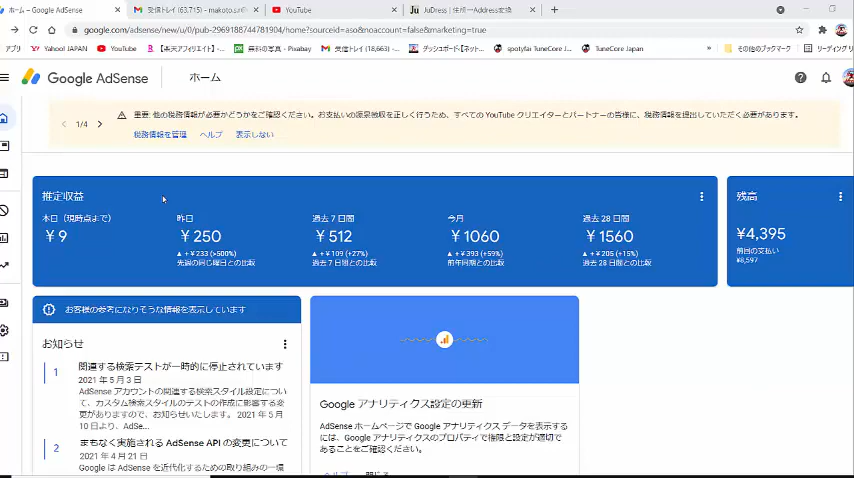 ホーム – Google AdSense
受信トレイ (63,715) - makoto.s
YouTube
JuDress | 住所→Address変換
google.com/adsense/new/u/0/pub-2969188744781904/home?sourceid=aso&noaccount=false&marketing=true
アプリ
Yahoo! JAPAN
YouTube
【楽天アフィリエイト】-...
無料の写真 - Pixabay
受信トレイ (18,663) -...
ダッシュボード-【ネット...
spotify⇄TuneCore J...
TuneCore Japan
»
その他のブックマーク
リーディング リ
Google AdSense
ホーム
1/4
重要: 他の税務情報が必要かどうかをご確認ください。お支払いの源泉徴収を正しく行うため、すべての YouTube クリエイターとパートナーの皆様に、税務情報を提出していただく必要があります。
税務情報を管理 ヘルプ 表示しない
推定収益
本日（現時点まで）
¥9
昨日
¥250
▲ +¥233 (>500%)
先週の同じ曜日との比較
過去 7 日間
¥512
▲ +¥109 (+27%)
過去 7 日間との比較
今月
¥1060
▲ +¥393 (+59%)
前年同期との比較
過去 28 日間
¥1560
▲ +¥205 (+15%)
過去 28 日間との比較
残高
¥4,395
前回の支払い
¥8,597
お客様の参考になりそうな情報を表示しています
お知らせ
1
関連する検索テストが一時的に停止されています
2021 年 5 月 3 日
AdSense アカウントの関連する検索スタイル設定につい
て、カスタム検索スタイルのテストの作成に影響する変
更がありますので、お知らせいたします。 2021 年 5 月
10 日より、AdSe...
2
まもなく実施される AdSense API の変更について
2021 年 4 月 21 日
Google は AdSense を近代化するための取り組みの一環
Google アナリティクス設定の更新
AdSense ホームページで Google アナリティクス データを表示する
には、Google アナリティクスのプロパティで権限と設定が適切で
あることをご確認ください。